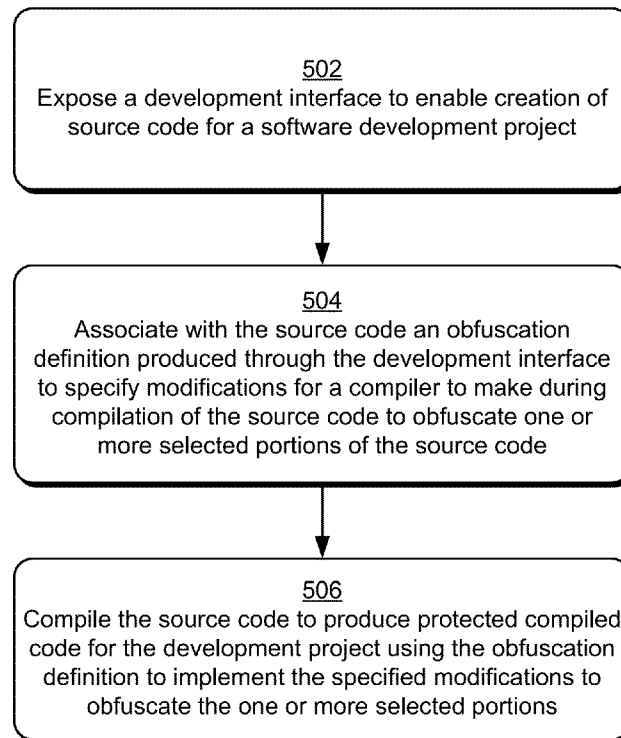 502
Expose a development interface to enable creation of
source code for a software development project
504
Associate with the source code an obfuscation
definition produced through the development interface
to specify modifications for a compiler to make during
compilation of the source code to obfuscate one or
more selected portions of the source code
506
Compile the source code to produce protected compiled
code for the development project using the obfuscation
definition to implement the specified modifications to
obfuscate the one or more selected portions